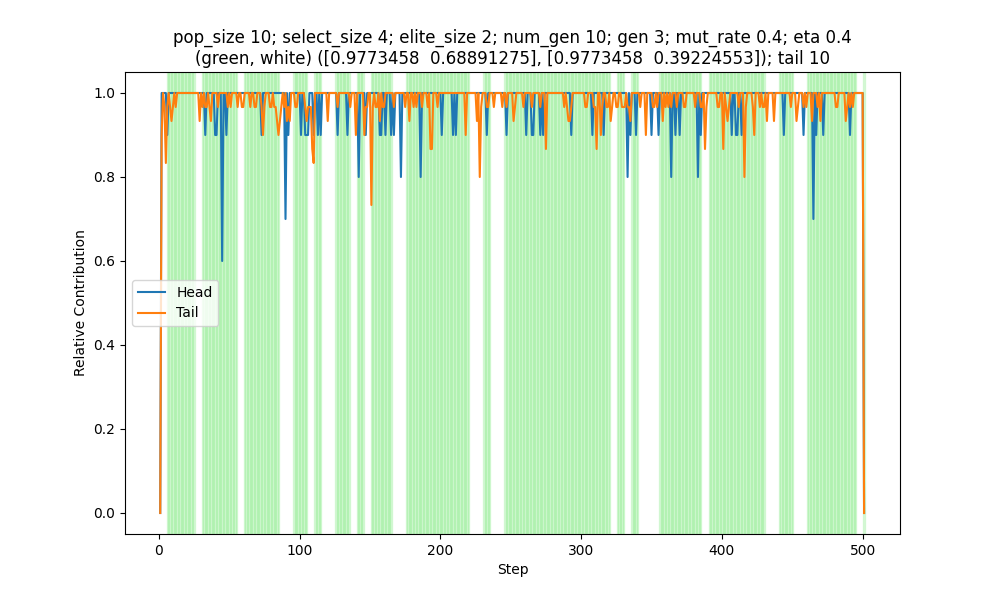 pop_size 10; select_size 4; elite_size 2; num_gen 10; gen 3; mut_rate 0.4; eta 0.4
(green, white) ([0.9773458  0.68891275], [0.9773458  0.39224553]); tail 10
1.0
0.8
0.6
0.4
0.2
0.0
Relative Contribution
Head
Tail
0 100 200 300 400 500
Step